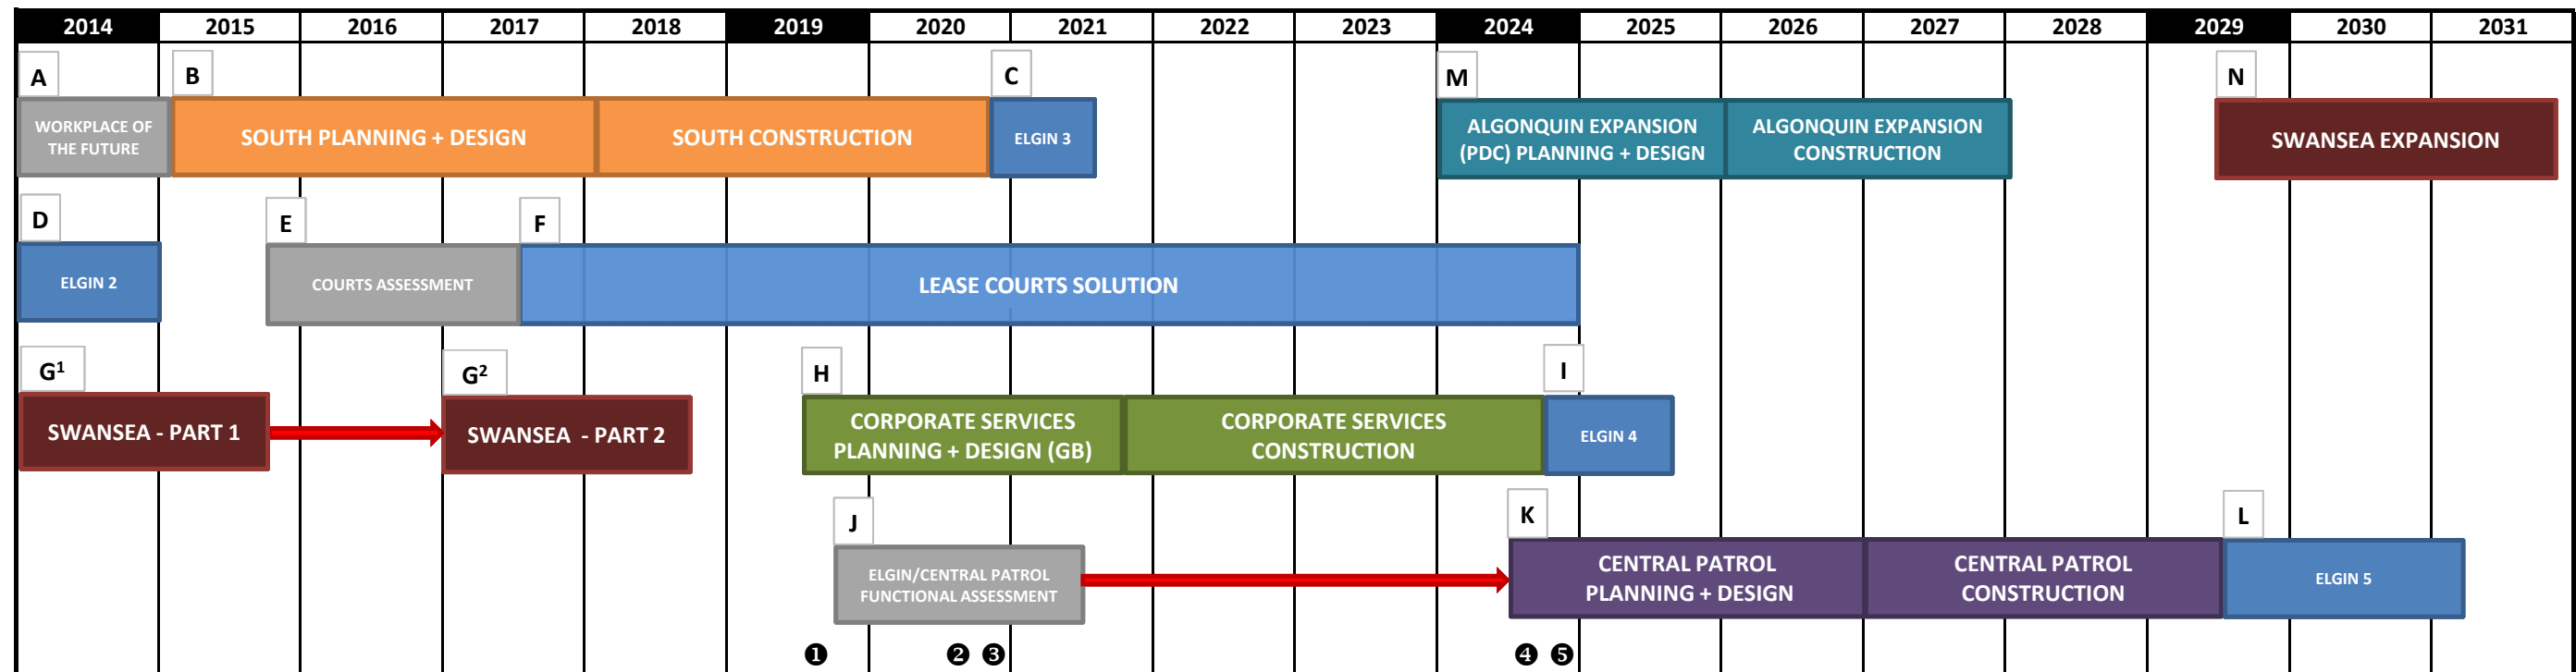 2014 2015 2016 2017 2018 2019 2020 2021 2022 2023 2024 2025 2026 2027 2028 2029 2030 2031
A B C M N
WORKPLACE OF
THE FUTURE
SOUTH PLANNING + DESIGN
SOUTH CONSTRUCTION
ELGIN 3
ALGONQUIN EXPANSION
(PDC) PLANNING + DESIGN
ALGONQUIN EXPANSION
CONSTRUCTION
SWANSEA EXPANSION
D E F
ELGIN 2
COURTS ASSESSMENT
LEASE COURTS SOLUTION
G¹ G² H I
SWANSEA - PART 1
SWANSEA - PART 2
CORPORATE SERVICES
PLANNING + DESIGN (GB)
CORPORATE SERVICES
CONSTRUCTION
ELGIN 4
J K L
ELGIN/CENTRAL PATROL
FUNCTIONAL ASSESSMENT
CENTRAL PATROL
PLANNING + DESIGN
CENTRAL PATROL
CONSTRUCTION
ELGIN 5
❶ ❷ ❸ ❹ ❺